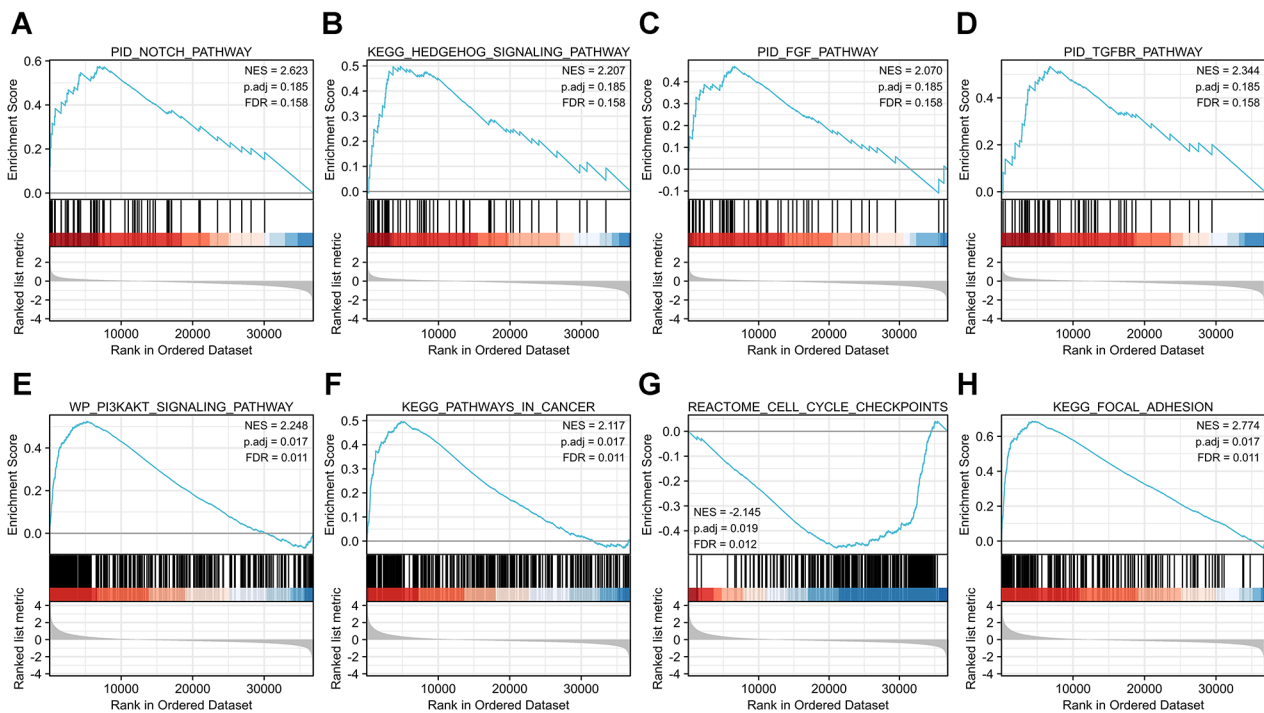 A
PID_NOTCH_PATHWAY
NES = 2.623
p.adj = 0.185
FDR = 0.158
Enrichment Score
0.6
0.4
0.2
0.0
Ranked list metric
2
0
-2
-4
10000 20000 30000
Rank in Ordered Dataset
B
KEGG_HEDGEHOG_SIGNALING_PATHWAY
NES = 2.207
p.adj = 0.185
FDR = 0.158
Enrichment Score
0.5
0.4
0.3
0.2
0.1
0.0
Ranked list metric
2
0
-2
-4
10000 20000 30000
Rank in Ordered Dataset
C
PID_FGF_PATHWAY
NES = 2.070
p.adj = 0.185
FDR = 0.158
Enrichment Score
0.4
0.3
0.2
0.1
0.0
-0.1
Ranked list metric
2
0
-2
-4
10000 20000 30000
Rank in Ordered Dataset
D
PID_TGFBR_PATHWAY
NES = 2.344
p.adj = 0.185
FDR = 0.158
Enrichment Score
0.4
0.2
0.0
Ranked list metric
2
0
-2
-4
10000 20000 30000
Rank in Ordered Dataset
E
WP_PI3KAKT_SIGNALING_PATHWAY
NES = 2.248
p.adj = 0.017
FDR = 0.011
Enrichment Score
0.4
0.2
0.0
Ranked list metric
4
2
0
-2
-4
10000 20000 30000
Rank in Ordered Dataset
F
KEGG_PATHWAYS_IN_CANCER
NES = 2.117
p.adj = 0.017
FDR = 0.011
Enrichment Score
0.5
0.4
0.3
0.2
0.1
0.0
Ranked list metric
4
2
0
-2
-4
10000 20000 30000
Rank in Ordered Dataset
G
REACTOME_CELL_CYCLE_CHECKPOINTS
NES = -2.145
p.adj = 0.019
FDR = 0.012
Enrichment Score
0.0
-0.1
-0.2
-0.3
-0.4
Ranked list metric
4
2
0
-2
-4
10000 20000 30000
Rank in Ordered Dataset
H
KEGG_FOCAL_ADHESION
NES = 2.774
p.adj = 0.017
FDR = 0.011
Enrichment Score
0.6
0.4
0.2
0.0
Ranked list metric
4
2
0
-2
-4
10000 20000 30000
Rank in Ordered Dataset